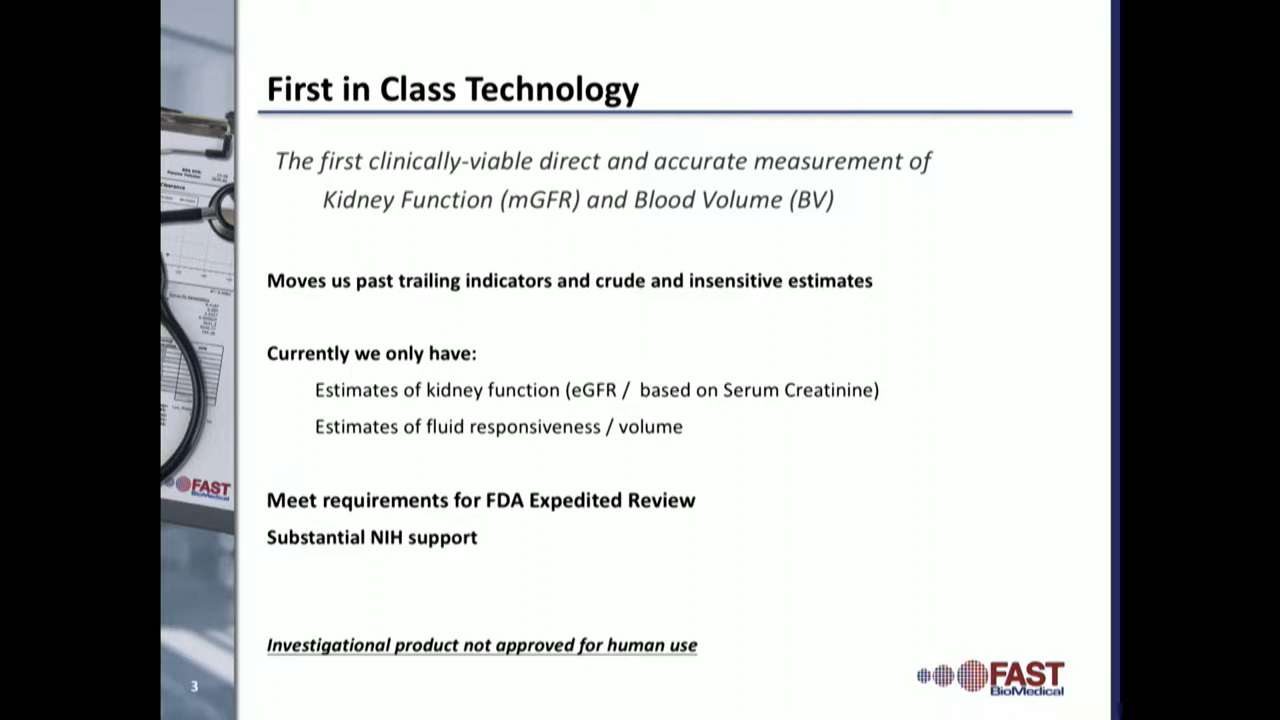 First in Class Technology
The first clinically-viable direct and accurate measurement of
Kidney Function (mGFR) and Blood Volume (BV)
Moves us past trailing indicators and crude and insensitive estimates
Currently we only have:
Estimates of kidney function (eGFR / based on Serum Creatinine)
Estimates of fluid responsiveness / volume
Meet requirements for FDA Expedited Review
Substantial NIH support
Investigational product not approved for human use
3
FAST
BioMedical
FAST
BioMedical